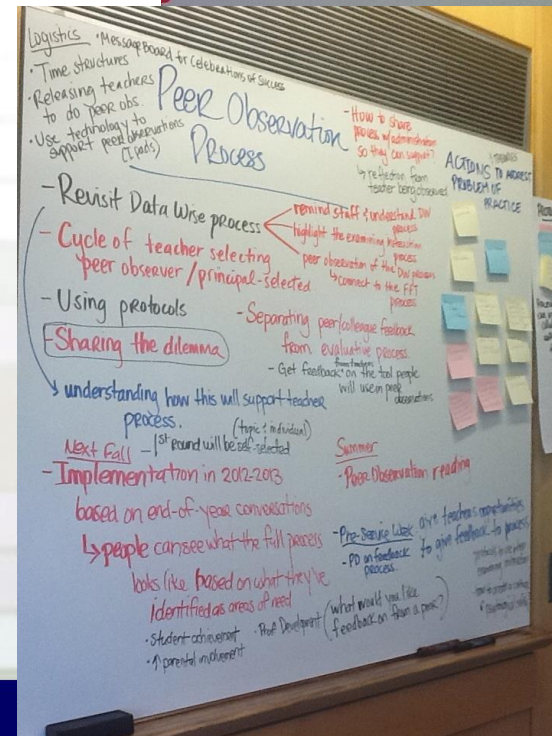 Logistics
• Message Board for Celebrations of Success
• Time structures
• Releasing teachers
to do peer obs.
• Use technology to
support peer observations
(Ipads)
Peer Observation
Process
- How to share
process w/administration
so they can support?
↳ reflection from
teacher being observed
ACTIONS TO ADDRESS
PROBLEM OF
PRACTICE
- Revisit Data Wise process
remind staff & understand DW
process
highlight the examining instruction
process
peer observation of the DW process
↳ connect to the FFT
process
- Cycle of teacher selecting
peer observer/principal-selected
- Using protocols
- Sharing the dilemma
- Separating peer/colleague feedback
from evaluative process.
- Get feedback from teachers on the tool people
will use in peer
observations
understanding how this will support teacher
process.
(topic & individual)
Next Fall - 1st round will be self-selected
- Implementation in 2012-2013
based on end-of-year conversations
↳ people can see what the full process
looks like based on what they've
identified as areas of need
• Student achievement
• ↑ parental involvement
• Prof Development
(what would you like
feedback on from a peer?)
Summer
- Peer Observation reading
- Pre-Service Week
- PD on feedback
process.
give teachers opportunities
to give feedback to process